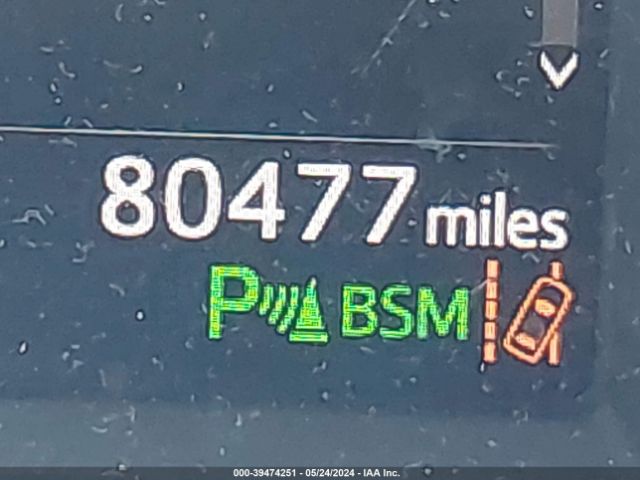 80477 miles
P BSM
000-39474251 - 05/24/2024 - IAA Inc.